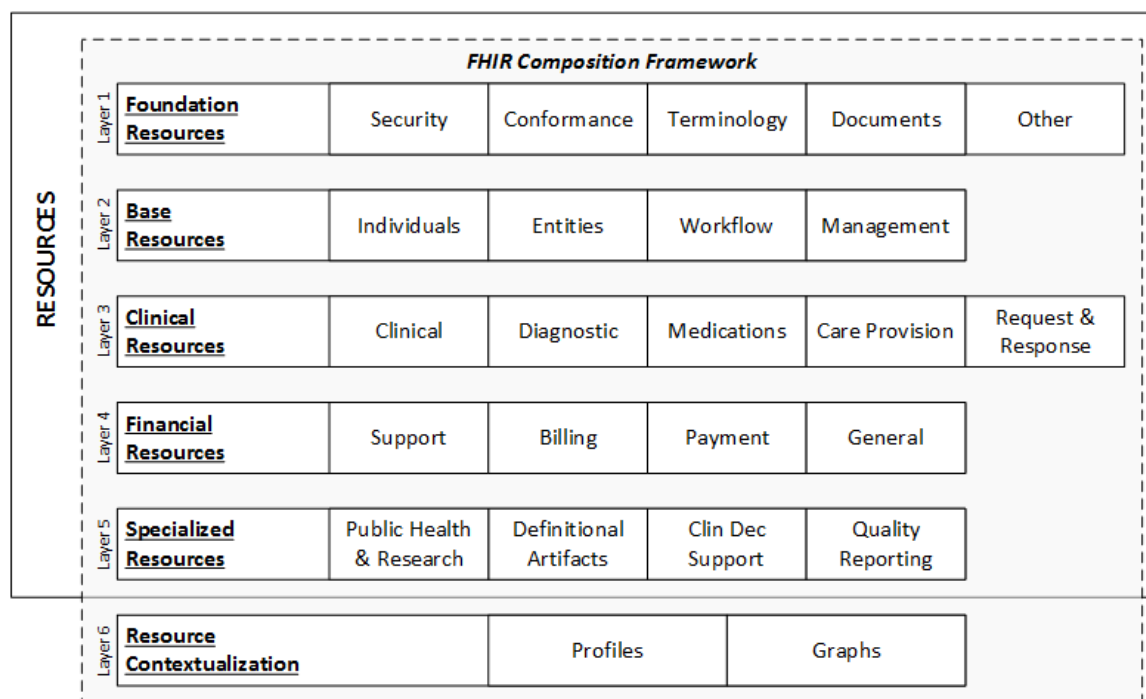 FHIR Composition Framework
RESOURCES
Layer 1
Foundation
Resources
Security
Conformance
Terminology
Documents
Other
Layer 2
Base
Resources
Individuals
Entities
Workflow
Management
Layer 3
Clinical
Resources
Clinical
Diagnostic
Medications
Care Provision
Request &
Response
Layer 4
Financial
Resources
Support
Billing
Payment
General
Layer 5
Specialized
Resources
Public Health
& Research
Definitional
Artifacts
Clin Dec
Support
Quality
Reporting
Layer 6
Resource
Contextualization
Profiles
Graphs